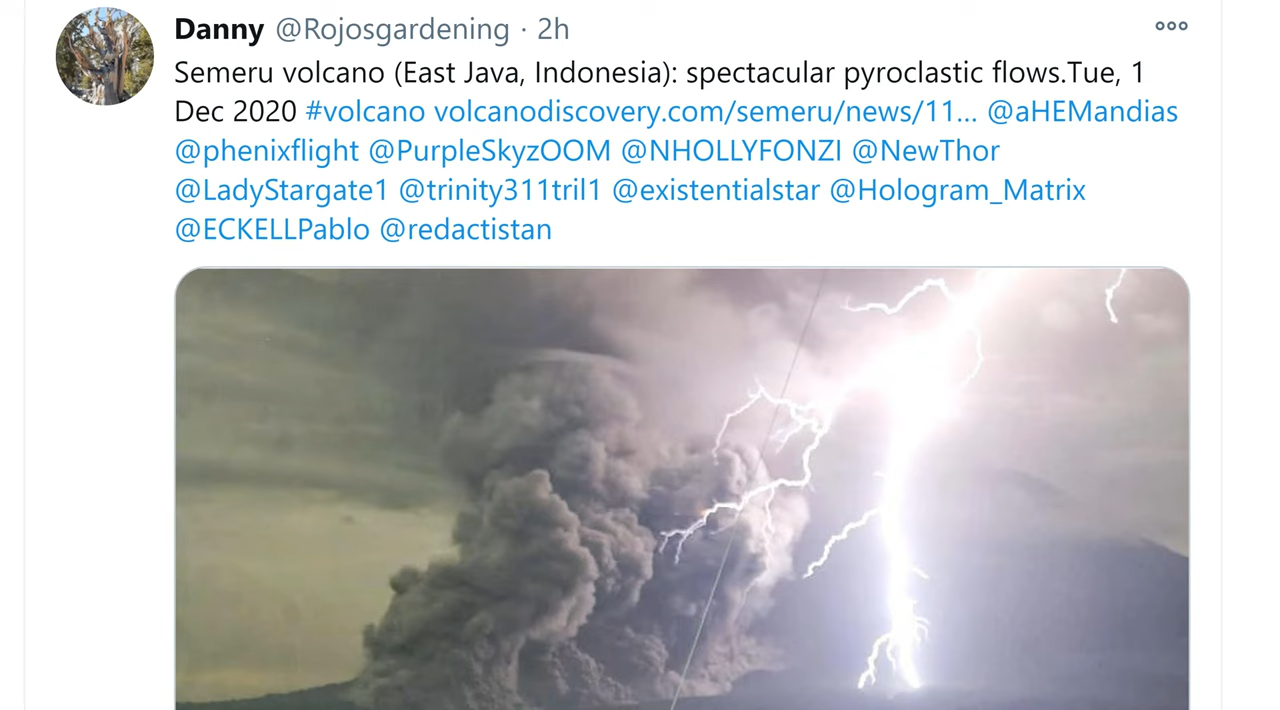 Danny @Rojosgardening · 2h
Semeru volcano (East Java, Indonesia): spectacular pyroclastic flows.Tue, 1
Dec 2020 #volcano volcanodiscovery.com/semeru/news/11... @aHEMandias
@phenixflight @PurpleSkyzOOM @NHOLLYFONZI @NewThor
@LadyStargate1 @trinity311tril1 @existentialstar @Hologram_Matrix
@ECKELLPablo @redactistan